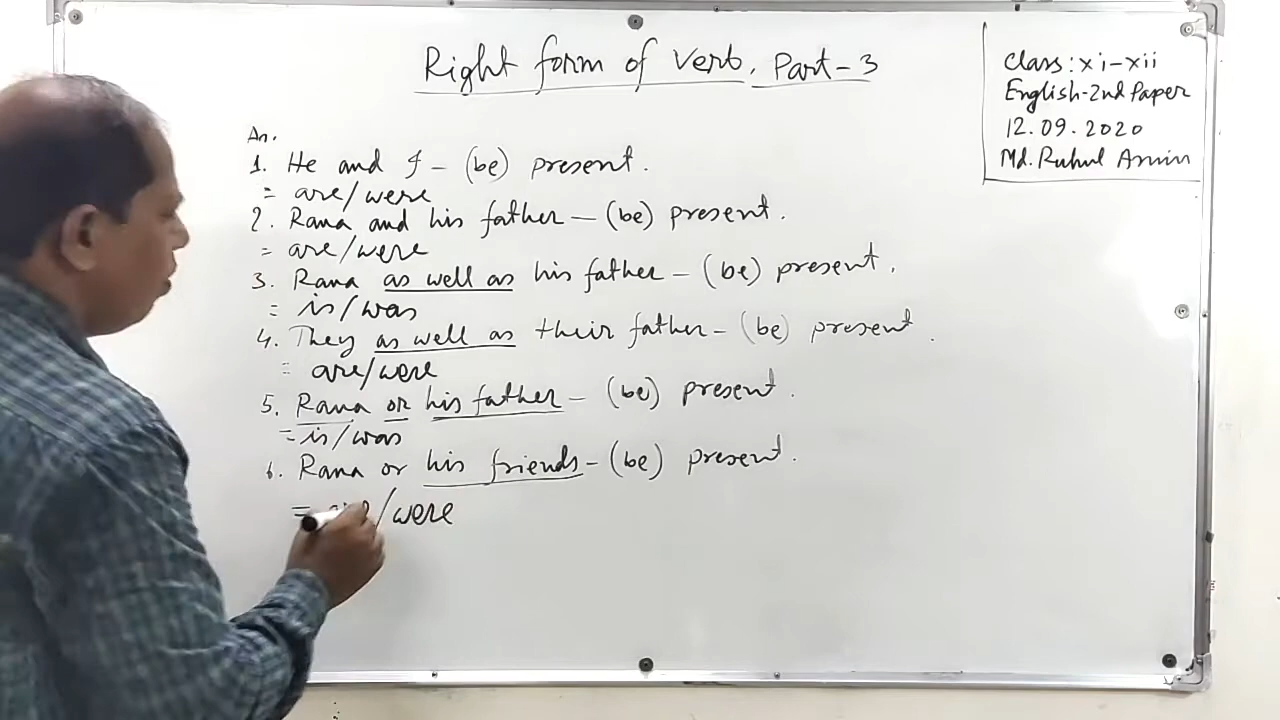 Right form of verb, Part-3
Class: xi-xii
English-2nd Paper
12.09.2020
Md. Ruhul Amin
An.
1. He and I - (be) present.
= are/were
2. Rana and his father - (be) present.
= are/were
3. Rana as well as his father - (be) present.
= is/was
4. They as well as their father - (be) present.
= are/were
5. Rana or his father - (be) present.
= is/was
6. Rana or his friends - (be) present.
= are/were